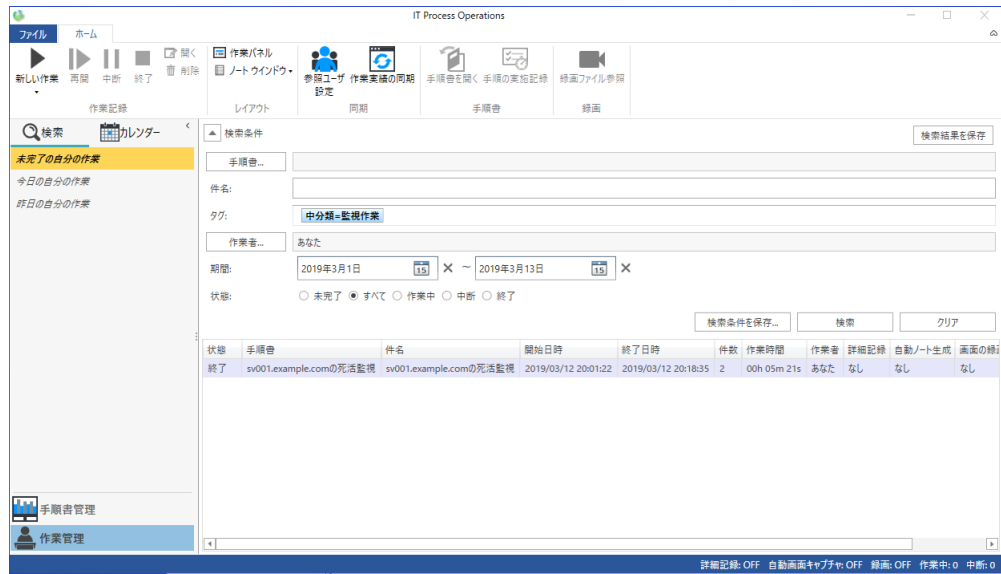 IT Process Operations
ファイル ホーム
新しい作業 再開 中断 終了 開く 削除
作業記録
作業パネル
ノート ウインドウ
レイアウト
参照ユーザ設定 作業実績の同期
同期
手順書を開く 手順の実施記録
手順書
録画ファイル参照
録画
検索 カレンダー
未完了の自分の作業
今日の自分の作業
昨日の自分の作業
手順書管理
作業管理
検索条件 検索結果を保存
手順書...
件名:
タグ: 中分類=監視作業
作業者... あなた
期間: 2019年3月1日 15 ～ 2019年3月13日 15
状態: 未完了 すべて 作業中 中断 終了
検索条件を保存... 検索 クリア
状態 手順書 件名 開始日時 終了日時 件数 作業時間 作業者 詳細記録 自動ノート生成 画面の録
終了 sv001.example.comの死活監視 sv001.example.comの死活監視 2019/03/12 20:01:22 2019/03/12 20:18:35 2 00h 05m 21s あなた なし なし なし
詳細記録: OFF 自動画面キャプチャ: OFF 録画: OFF 作業中: 0 中断: 0